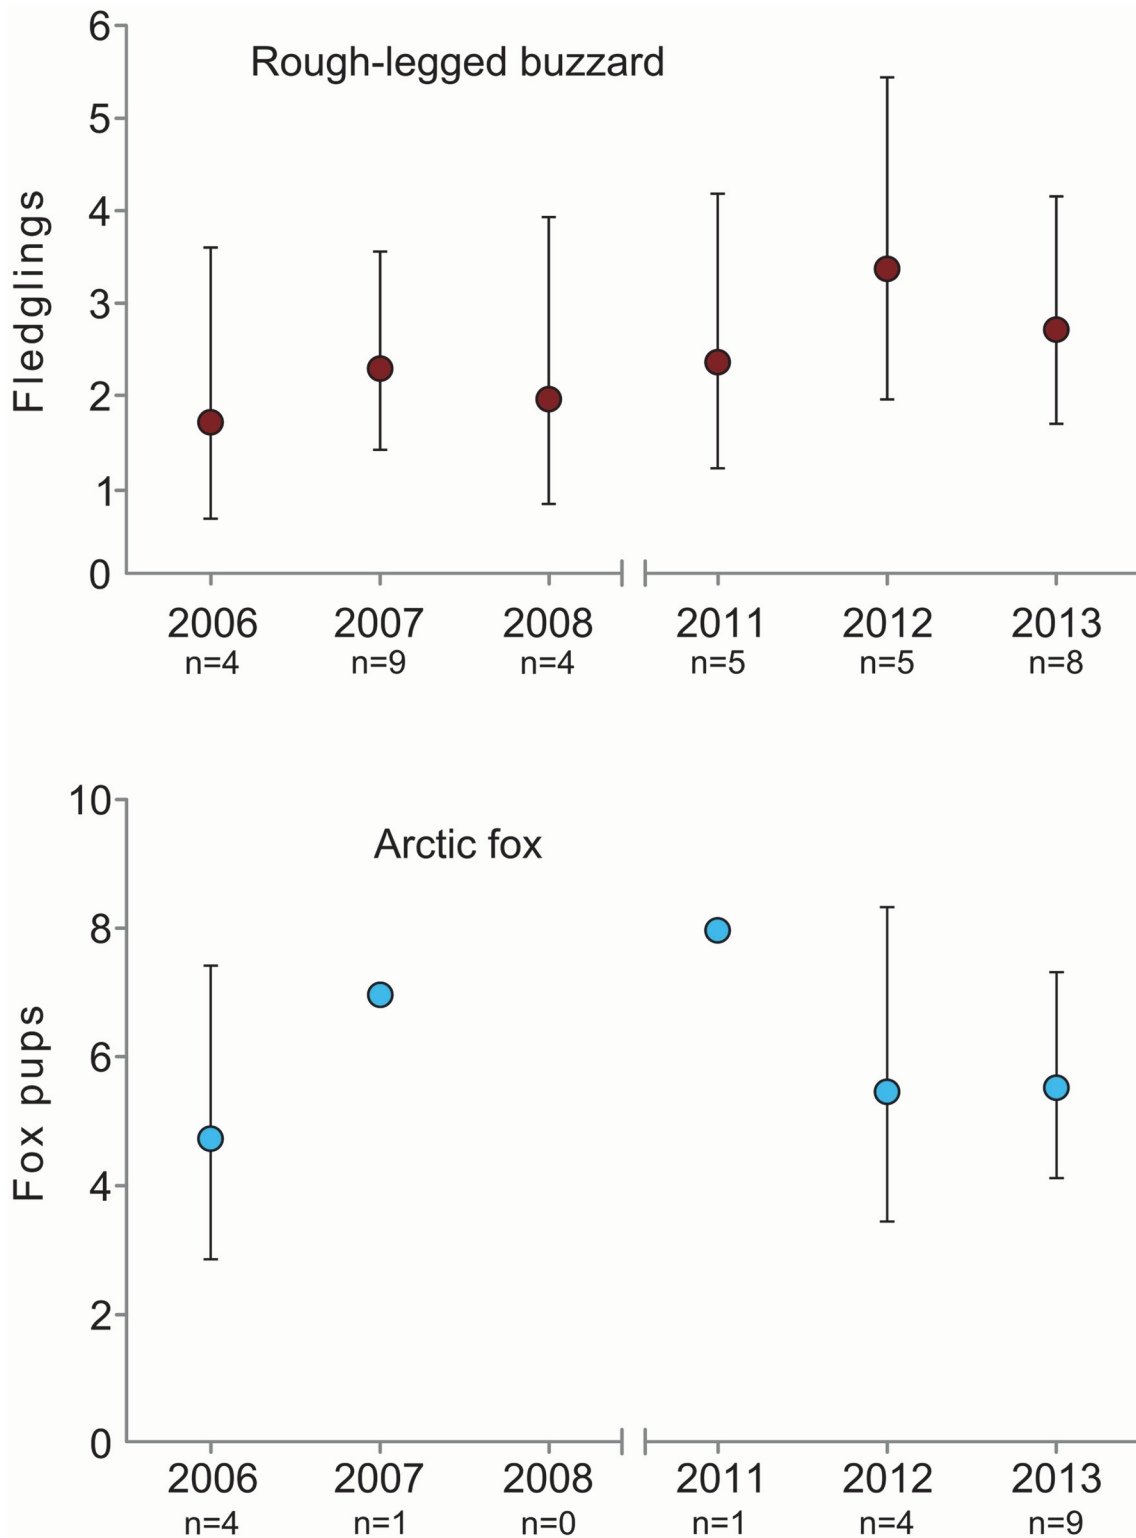 6
Rough-legged buzzard
5
4
3
2
1
0
Fledglings
2006 2007 2008 2011 2012 2013
n=4 n=9 n=4 n=5 n=5 n=8
10
Arctic fox
8
6
4
2
0
Fox pups
2006 2007 2008 2011 2012 2013
n=4 n=1 n=0 n=1 n=4 n=9